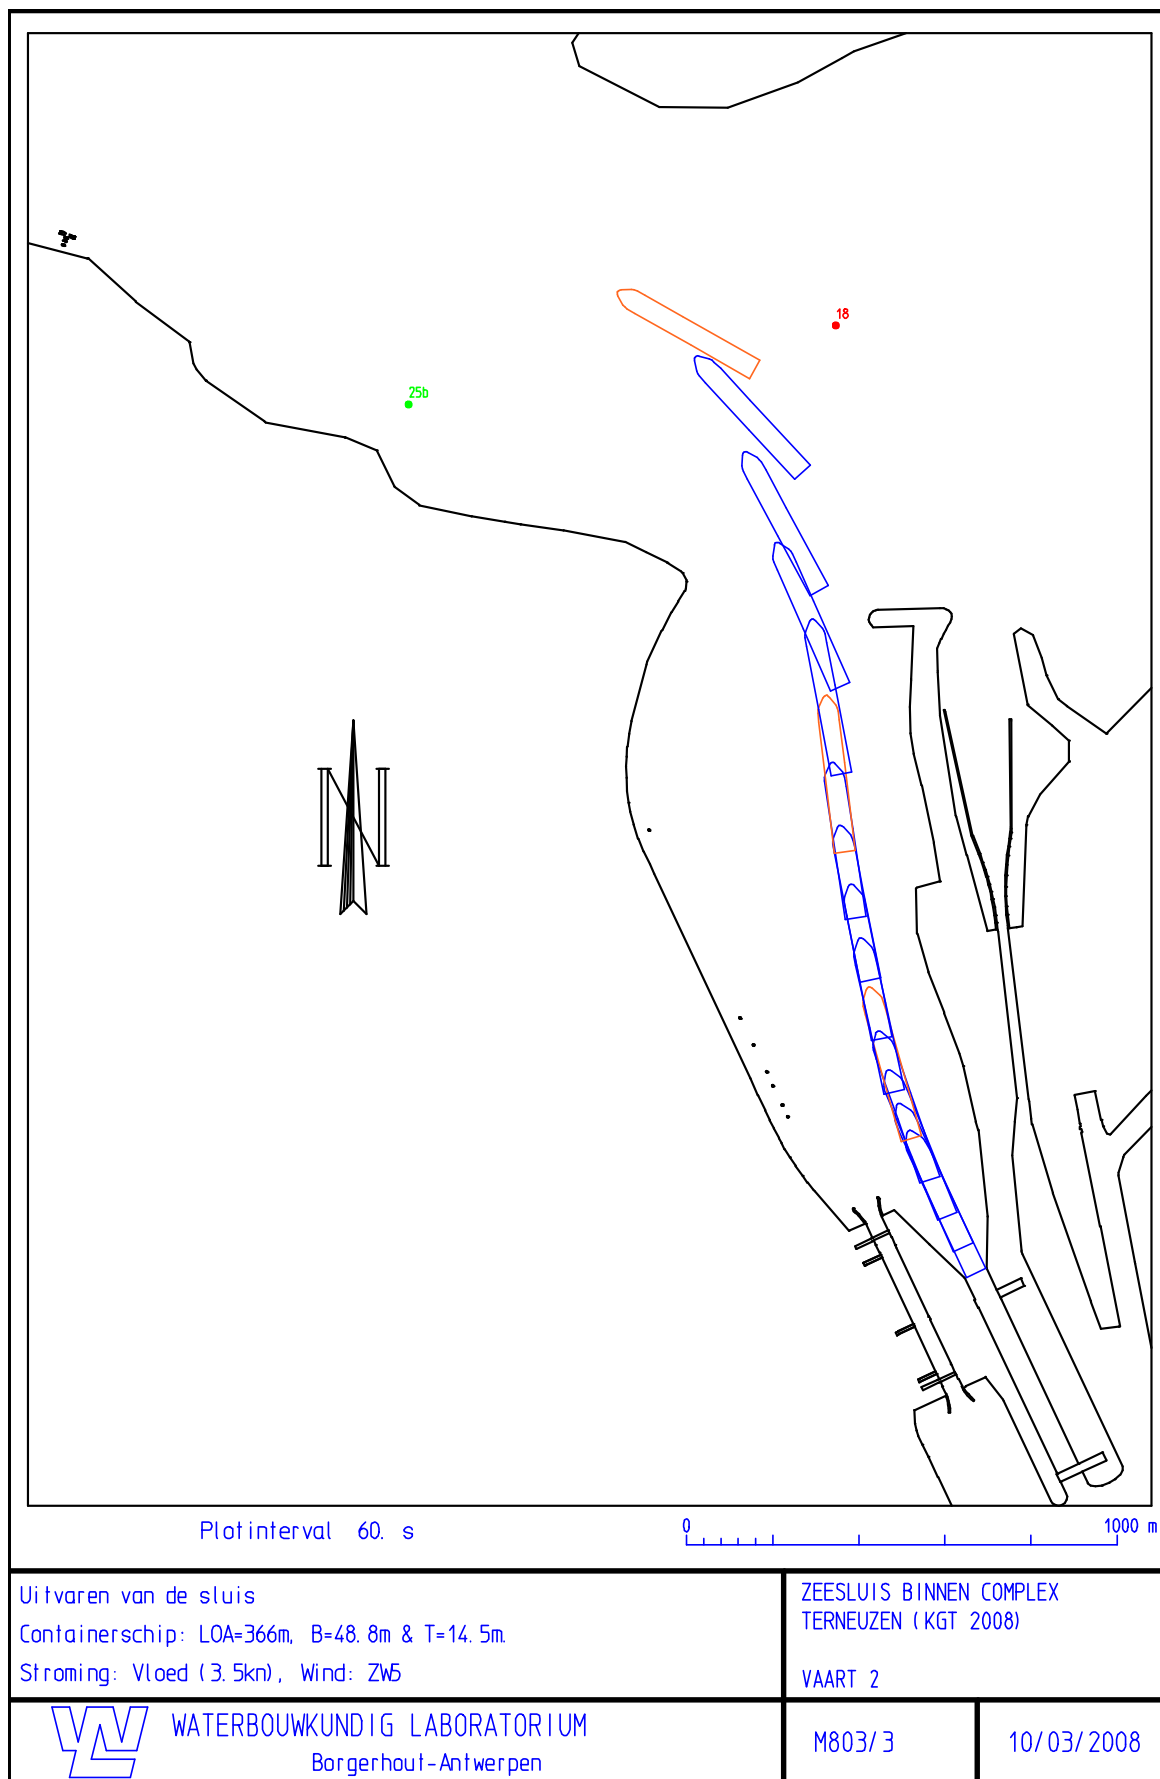 18
25b
N
Plotinterval 60. s
0
1000 m
Uitvaren van de sluis
Containerschip: LOA=366m, B=48.8m & T=14.5m.
Stroming: Vloed (3.5kn), Wind: ZW5
ZEESLUIS BINNEN COMPLEX
TERNEUZEN (KGT 2008)
VAART 2
WATERBOUWKUNDIG LABORATORIUM
Borgerhout-Antwerpen
M803/3
10/03/2008